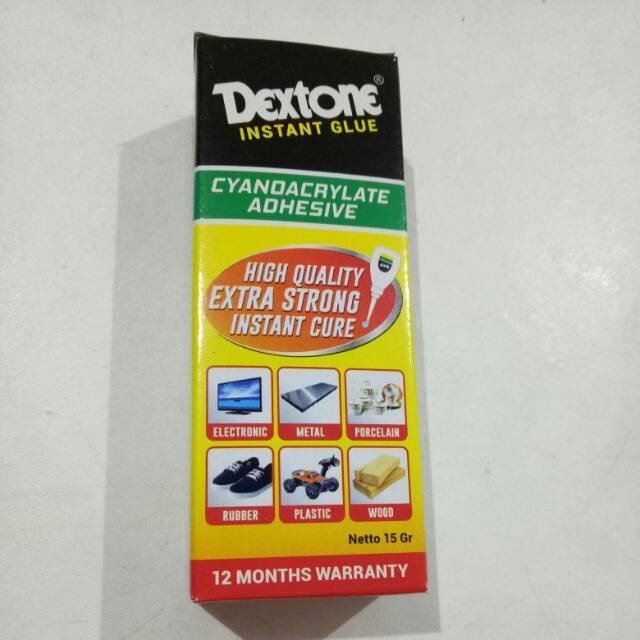 Dextone®
INSTANT GLUE
CYANOACRYLATE
ADHESIVE
HIGH QUALITY
EXTRA STRONG
INSTANT CURE
ELECTRONIC METAL PORCELAIN
RUBBER PLASTIC WOOD
Netto 15 Gr
12 MONTHS WARRANTY